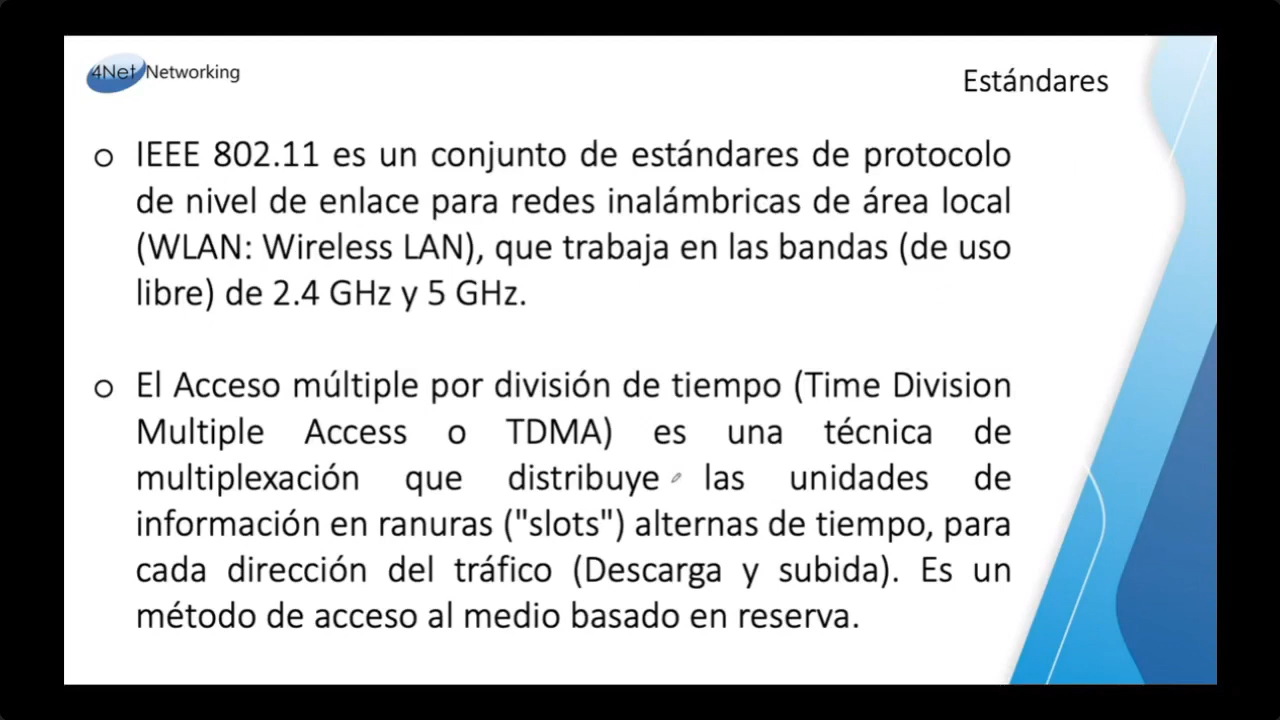 4Net Networking
Estándares
o IEEE 802.11 es un conjunto de estándares de protocolo
de nivel de enlace para redes inalámbricas de área local
(WLAN: Wireless LAN), que trabaja en las bandas (de uso
libre) de 2.4 GHz y 5 GHz.
o El Acceso múltiple por división de tiempo (Time Division
Multiple Access o TDMA) es una técnica de
multiplexación que distribuye las unidades de
información en ranuras ("slots") alternas de tiempo, para
cada dirección del tráfico (Descarga y subida). Es un
método de acceso al medio basado en reserva.